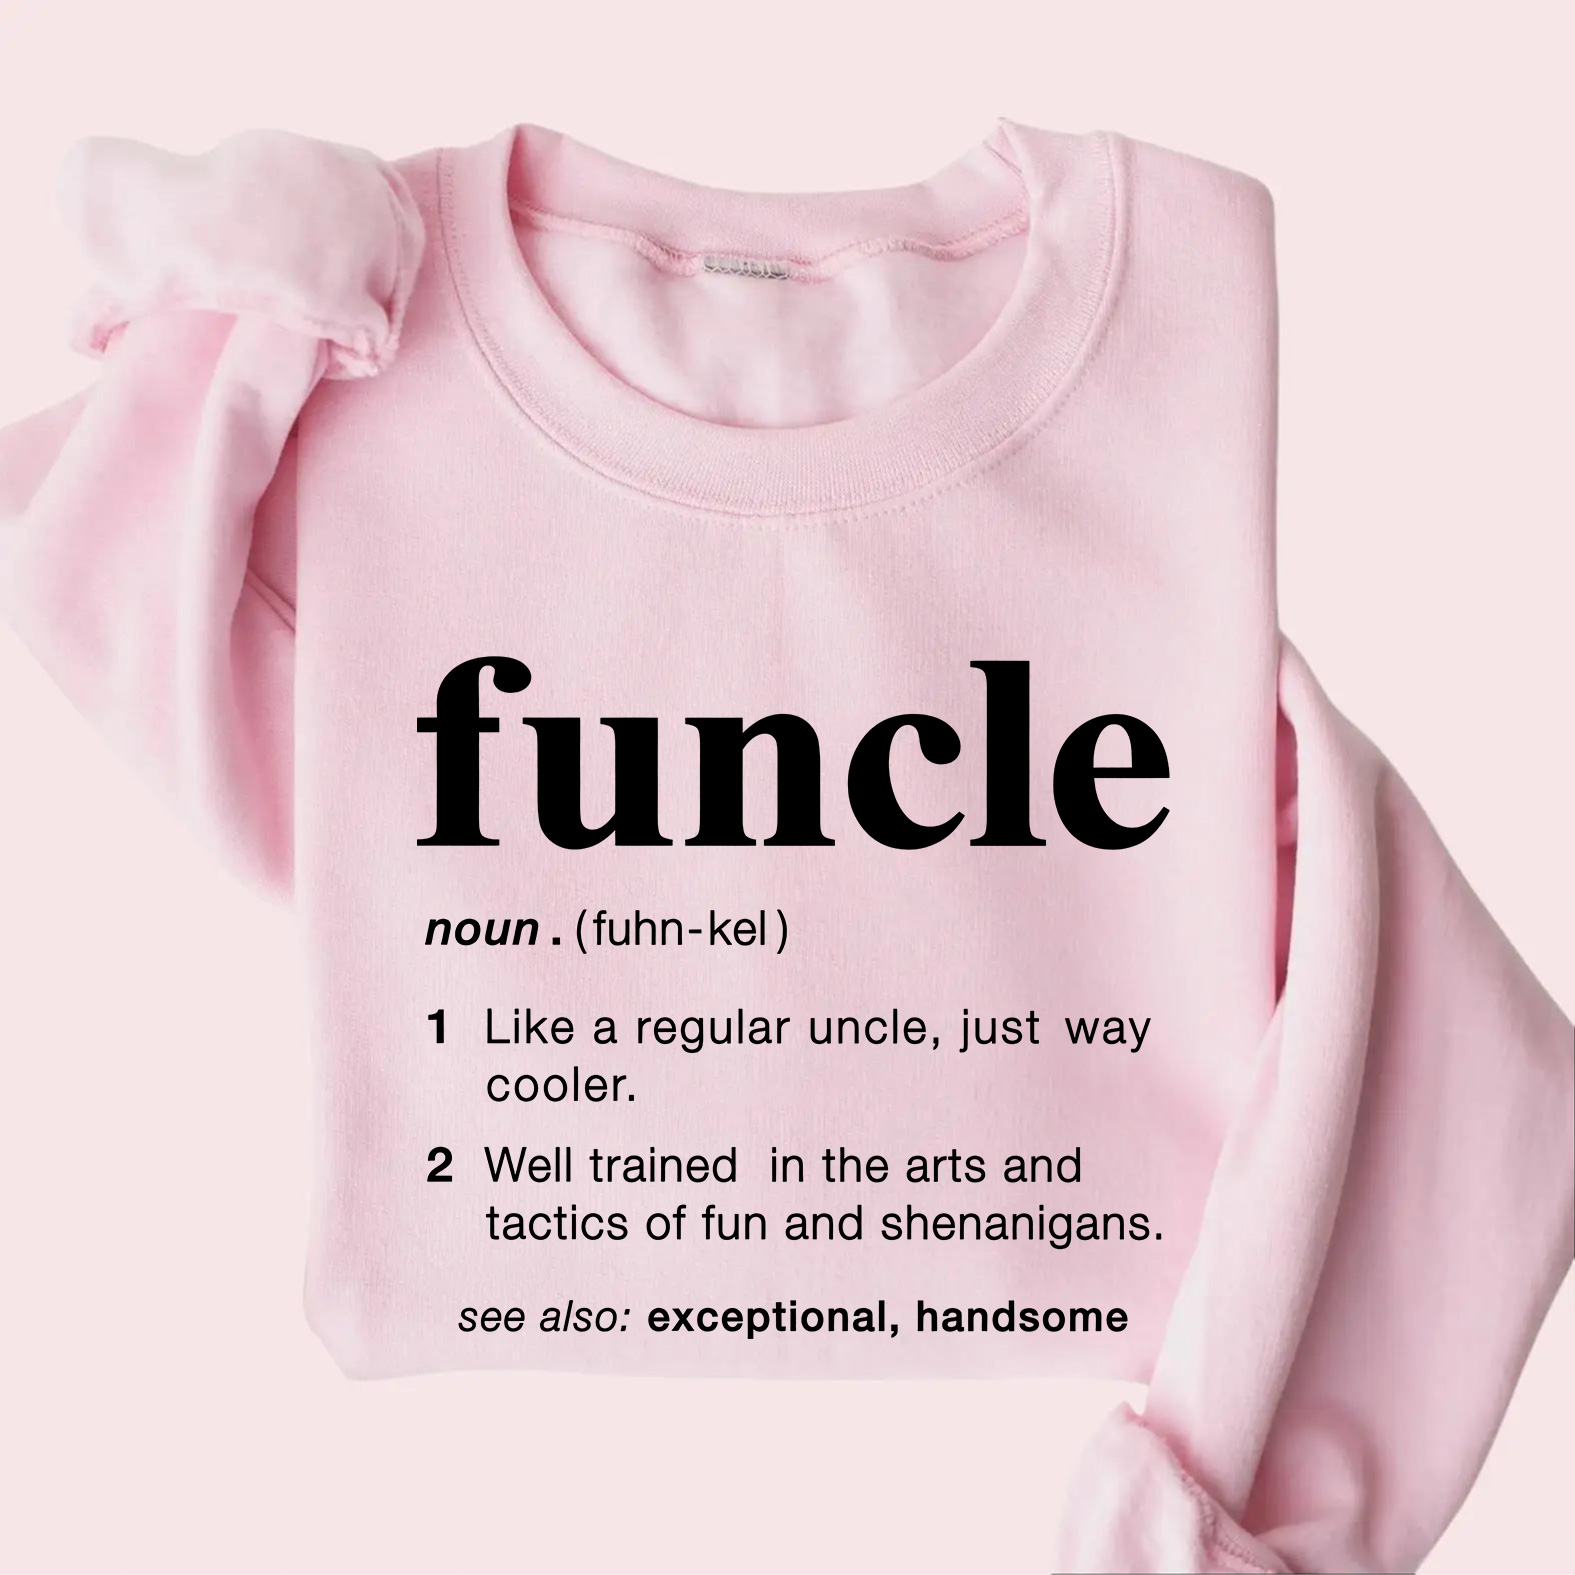 funcle
noun. (fuhn-kel)
1 Like a regular uncle, just way
cooler.
2 Well trained in the arts and
tactics of fun and shenanigans.
see also: exceptional, handsome